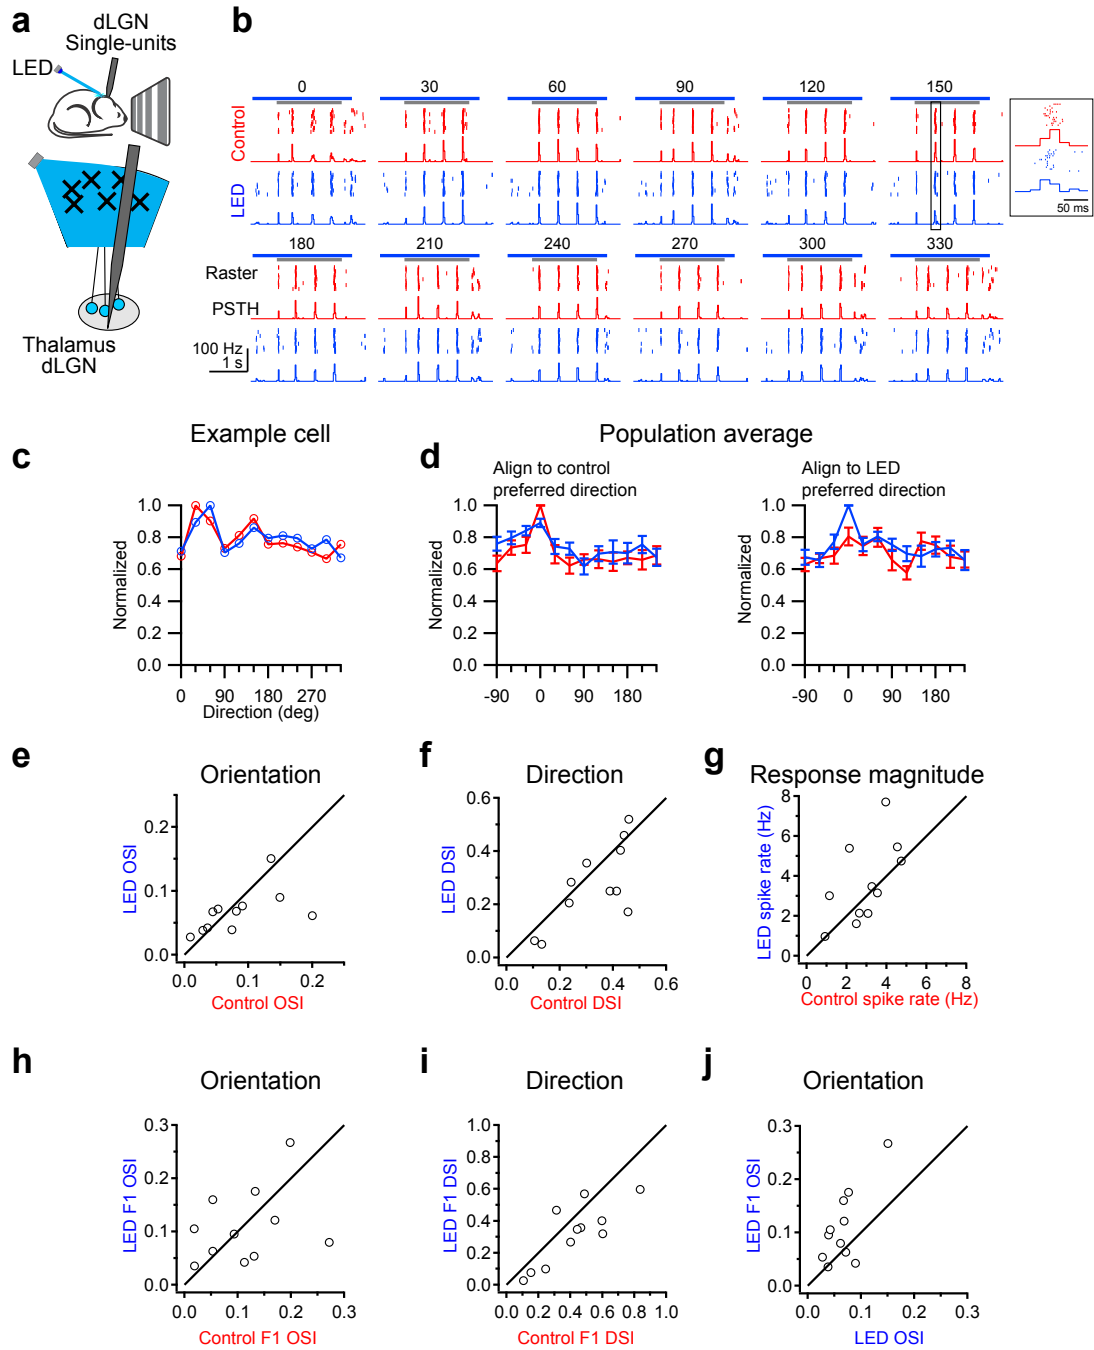 a
dLGN
Single-units
LED
Thalamus
dLGN
b
0 30 60 90 120 150
Control
LED
50 ms
180 210 240 270 300 330
Raster
PSTH
100 Hz
1 s
Example cell
c
Normalized
1.0
0.8
0.6
0.4
0.2
0.0
0 90 180 270
Direction (deg)
Population average
d
Align to control
preferred direction
Normalized
1.0
0.8
0.6
0.4
0.2
0.0
-90 0 90 180
Align to LED
preferred direction
Normalized
1.0
0.8
0.6
0.4
0.2
0.0
-90 0 90 180
e
Orientation
LED OSI
0.2
0.1
0.0
0.0 0.1 0.2
Control OSI
f
Direction
LED DSI
0.6
0.4
0.2
0.0
0.0 0.2 0.4 0.6
Control DSI
g
Response magnitude
LED spike rate (Hz)
8
6
4
2
0
0 2 4 6 8
Control spike rate (Hz)
h
Orientation
LED F1 OSI
0.3
0.2
0.1
0.0
0.0 0.1 0.2 0.3
Control F1 OSI
i
Direction
LED F1 DSI
1.0
0.8
0.6
0.4
0.2
0.0
0.0 0.2 0.4 0.6 0.8 1.0
Control F1 DSI
j
Orientation
LED F1 OSI
0.3
0.2
0.1
0.0
0.0 0.1 0.2 0.3
LED OSI